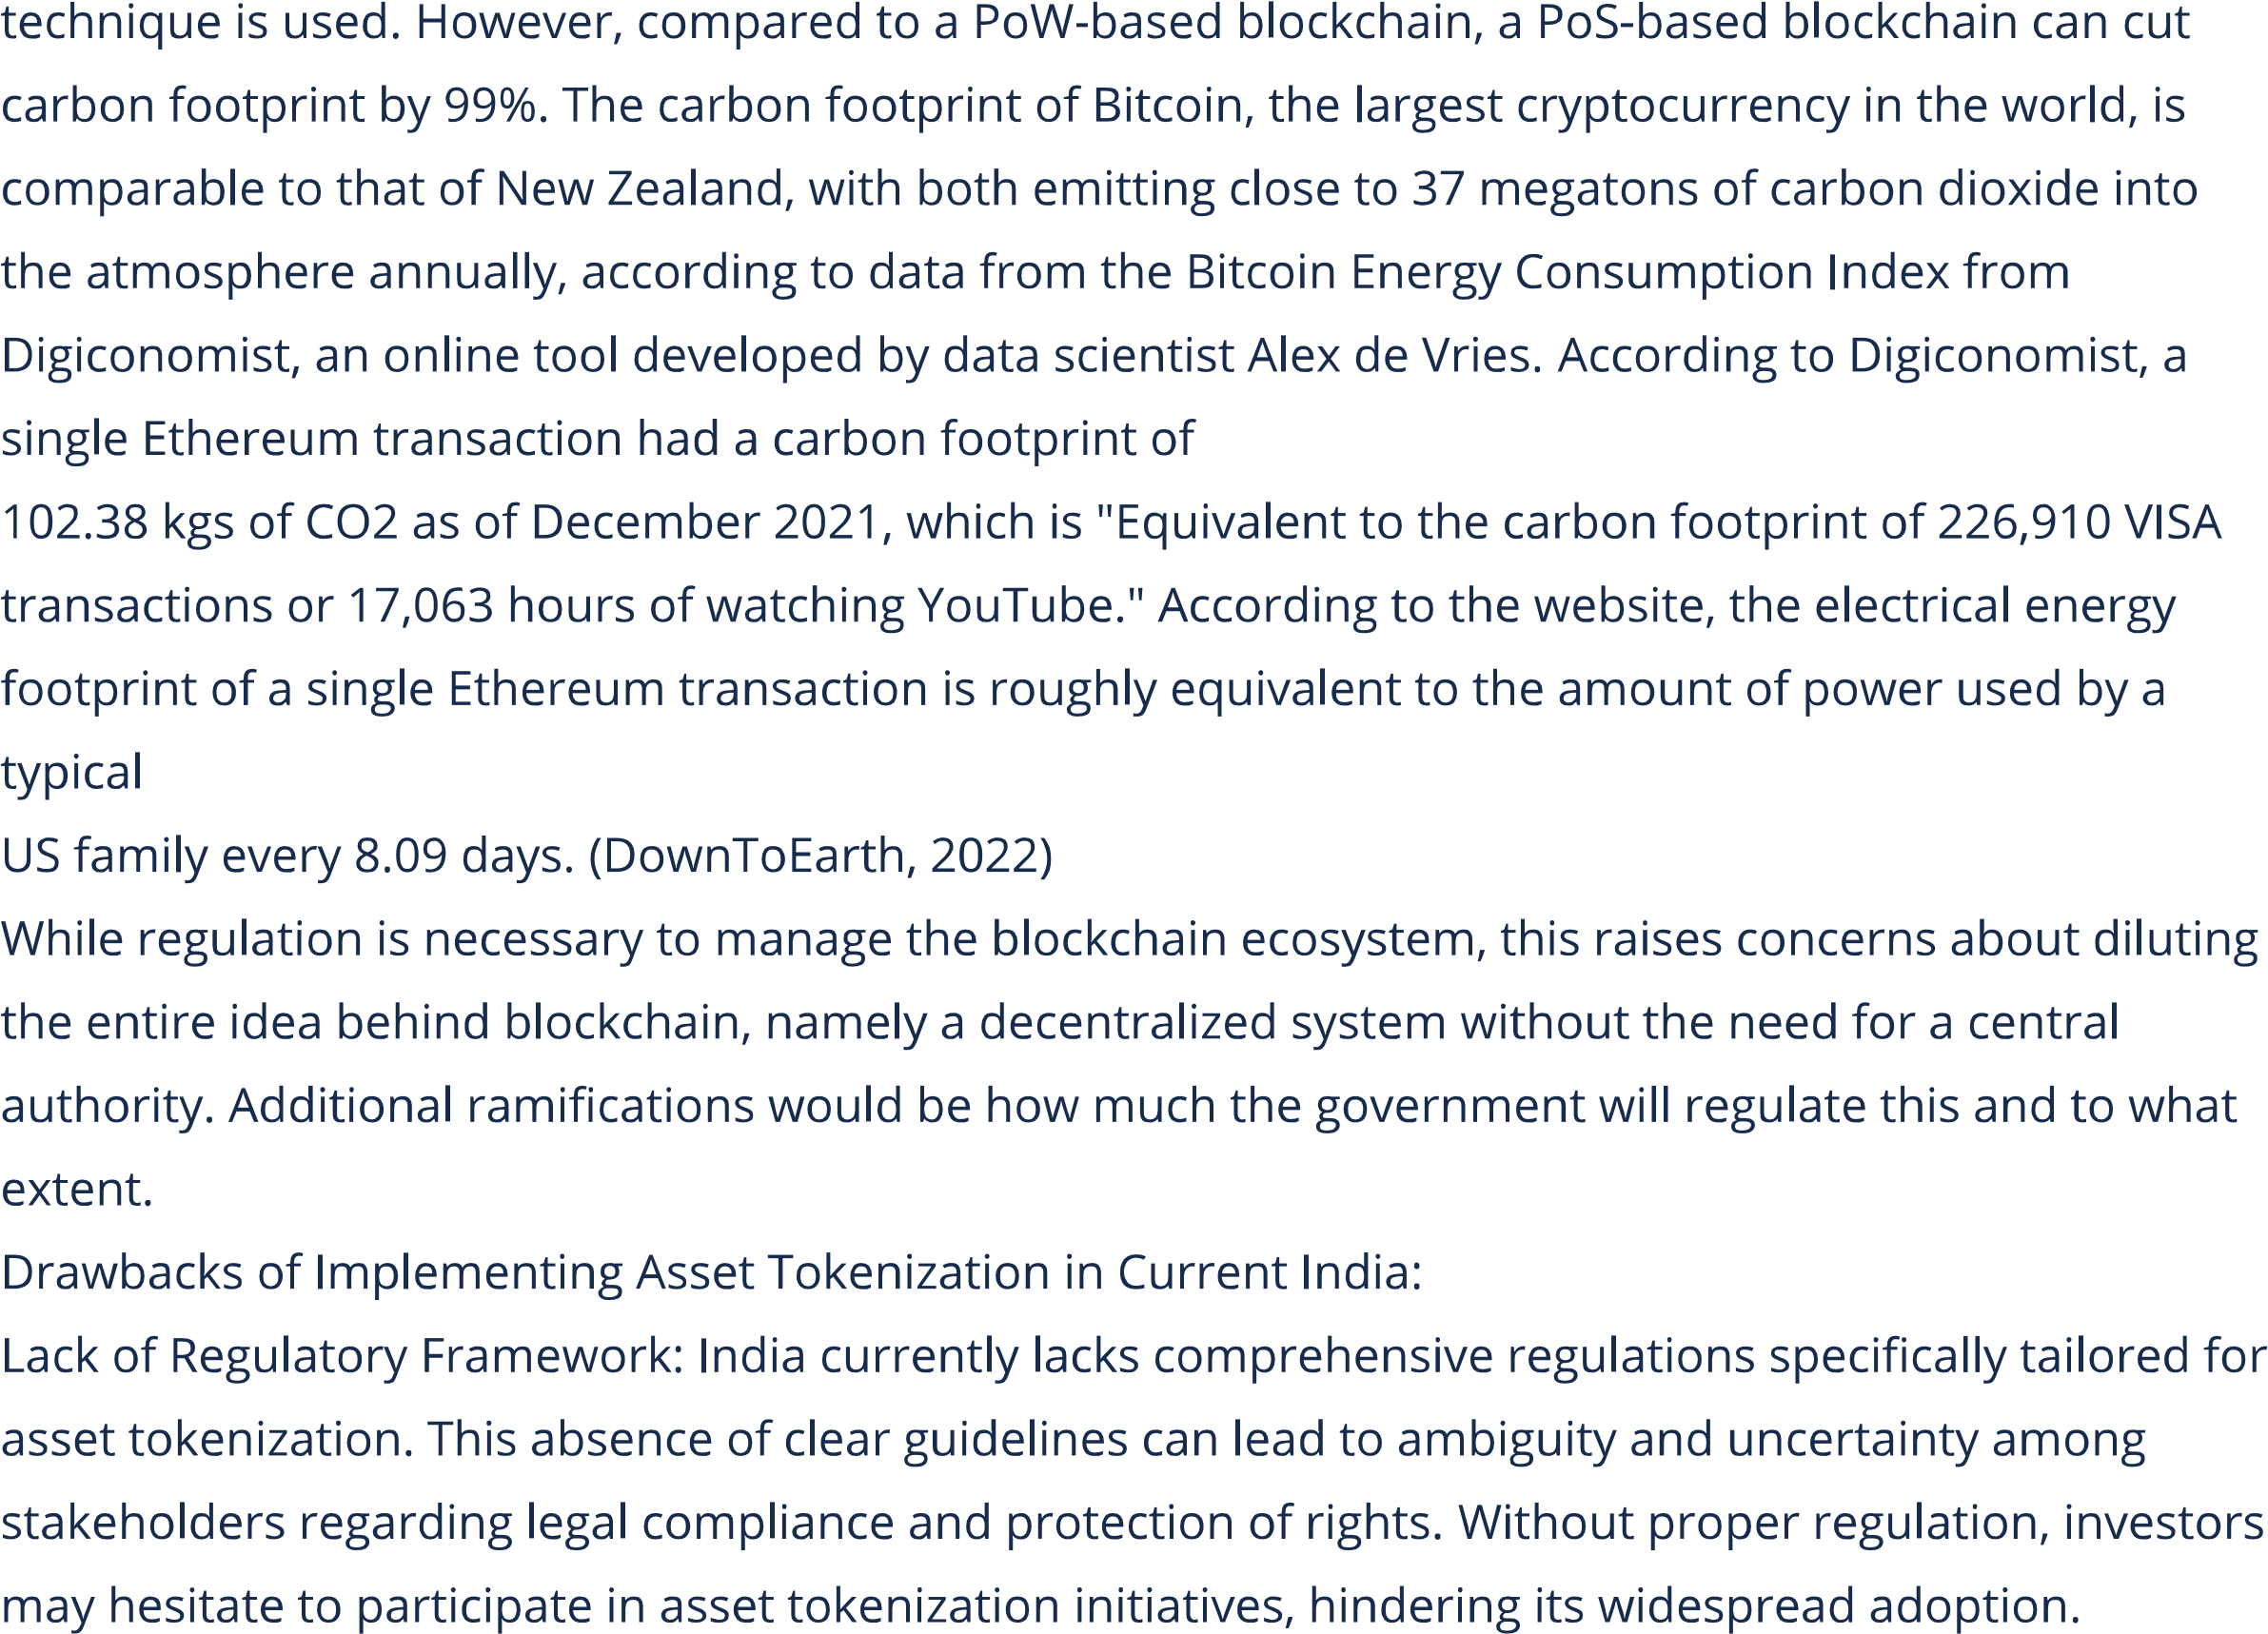 technique is used. However, compared to a PoW-based blockchain, a PoS-based blockchain can cut
carbon footprint by 99%. The carbon footprint of Bitcoin, the largest cryptocurrency in the world, is
comparable to that of New Zealand, with both emitting close to 37 megatons of carbon dioxide into
the atmosphere annually, according to data from the Bitcoin Energy Consumption Index from
Digiconomist, an online tool developed by data scientist Alex de Vries. According to Digiconomist, a
single Ethereum transaction had a carbon footprint of
102.38 kgs of CO2 as of December 2021, which is "Equivalent to the carbon footprint of 226,910 VISA
transactions or 17,063 hours of watching YouTube." According to the website, the electrical energy
footprint of a single Ethereum transaction is roughly equivalent to the amount of power used by a
typical
US family every 8.09 days. (DownToEarth, 2022)
While regulation is necessary to manage the blockchain ecosystem, this raises concerns about diluting
the entire idea behind blockchain, namely a decentralized system without the need for a central
authority. Additional ramifications would be how much the government will regulate this and to what
extent.
Drawbacks of Implementing Asset Tokenization in Current India:
Lack of Regulatory Framework: India currently lacks comprehensive regulations specifically tailored for
asset tokenization. This absence of clear guidelines can lead to ambiguity and uncertainty among
stakeholders regarding legal compliance and protection of rights. Without proper regulation, investors
may hesitate to participate in asset tokenization initiatives, hindering its widespread adoption.